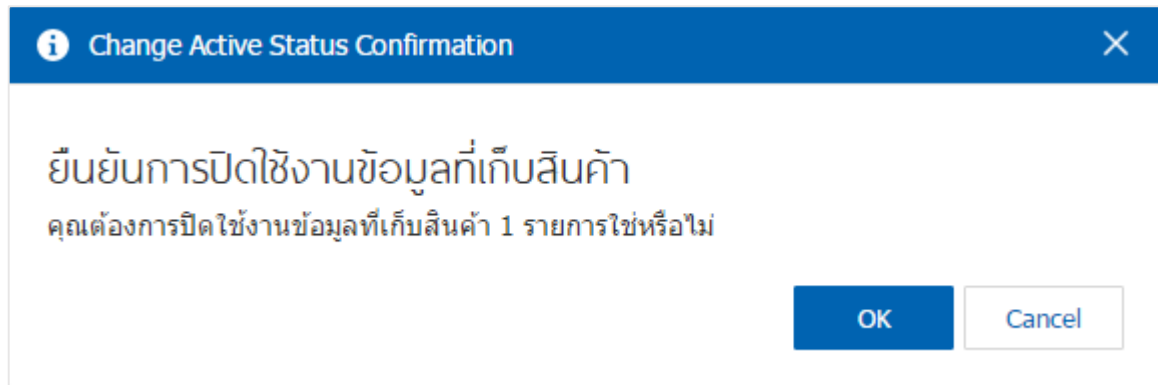 Change Active Status Confirmation
ยืนยันการปิดใช้งานข้อมูลที่เก็บสินค้า
คุณต้องการปิดใช้งานข้อมูลที่เก็บสินค้า 1 รายการใช่หรือไม่
OK Cancel